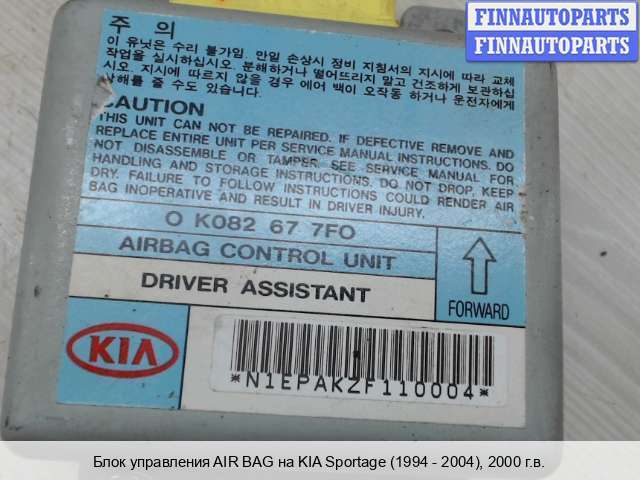 FINNAUTOPARTS
FINNAUTOPARTS
주 의
이 유닛은 수리 불가임. 만일 손상시 정비 지침서의 지시에 따라 교체
작업을 실시하십시오. 분해하거나 떨어뜨리지 말고 건조하게 보관하십
시오. 지시에 따르지 않을 경우 에어 백이 오작동 하거나 운전자에게
상해를 줄 수도 있습니다.
CAUTION
THIS UNIT CAN NOT BE REPAIRED. IF DEFECTIVE REMOVE AND
REPLACE ENTIRE UNIT PER SERVICE MANUAL INSTRUCTIONS. DO
NOT DISASSEMBLE OR TAMPER. SEE SERVICE MANUAL FOR
HANDLING AND STORAGE INSTRUCTIONS. DO NOT DROP, KEEP
DRY. FAILURE TO FOLLOW INSTRUCTIONS COULD RENDER AIR
BAG INOPERATIVE AND RESULT IN DRIVER INJURY.
O K082 67 7FO
AIRBAG CONTROL UNIT
DRIVER ASSISTANT
FORWARD
KIA
*N1EPAKZF110004*
Блок управления AIR BAG на KIA Sportage (1994 - 2004), 2000 г.в.